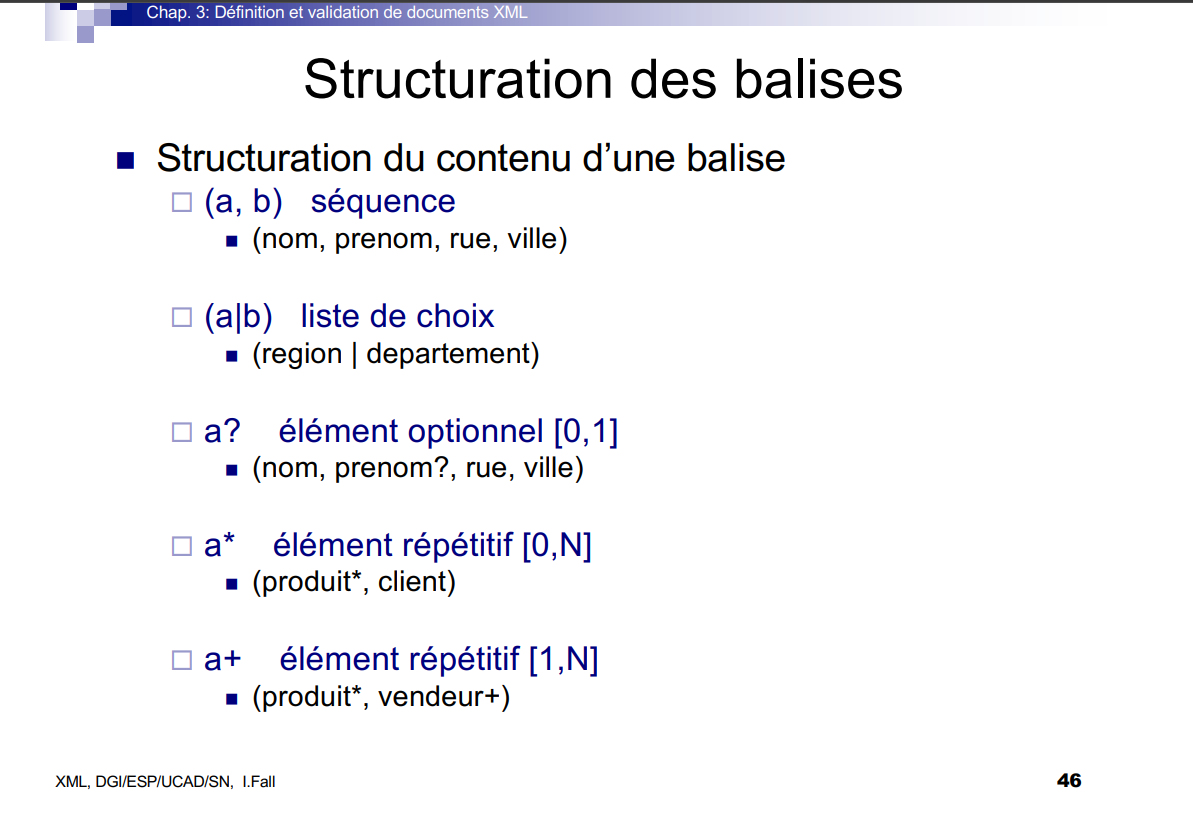 Chap. 3: Définition et validation de documents XML
Structuration des balises
Structuration du contenu d’une balise
(a, b) séquence
(nom, prenom, rue, ville)
(a|b) liste de choix
(region | departement)
a? élément optionnel [0,1]
(nom, prenom?, rue, ville)
a* élément répétitif [0,N]
(produit*, client)
a+ élément répétitif [1,N]
(produit*, vendeur+)
XML, DGI/ESP/UCAD/SN, I.Fall
46